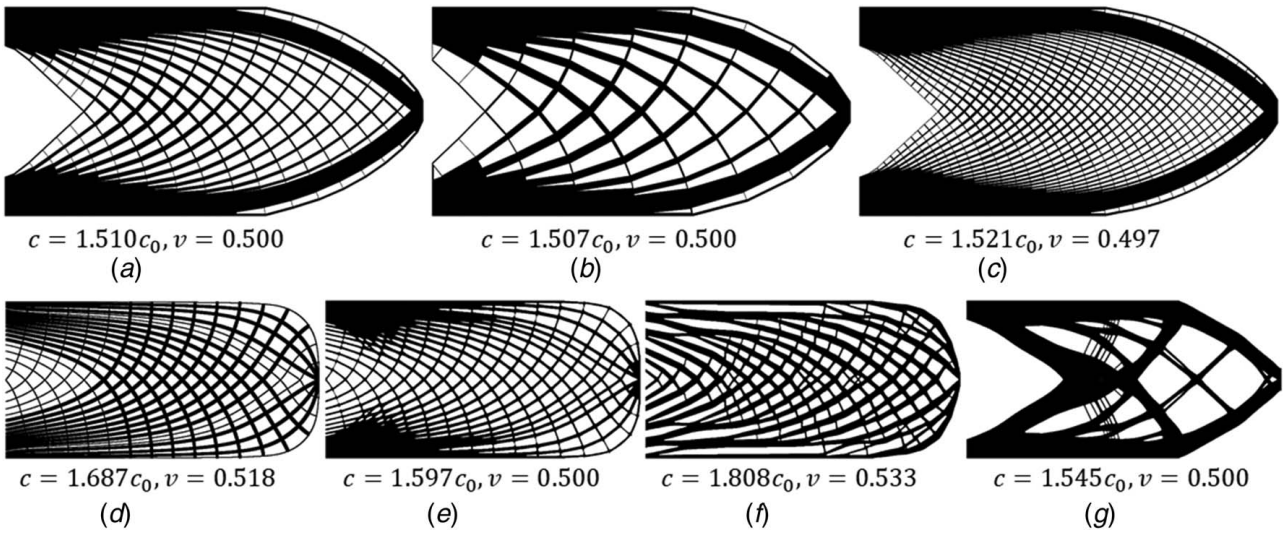 c = 1.510c₀, v = 0.500
c = 1.507c₀, v = 0.500
c = 1.521c₀, v = 0.497
(a)
(b)
(c)
c = 1.687c₀, v = 0.518
c = 1.597c₀, v = 0.500
c = 1.808c₀, v = 0.533
c = 1.545c₀, v = 0.500
(d)
(e)
(f)
(g)